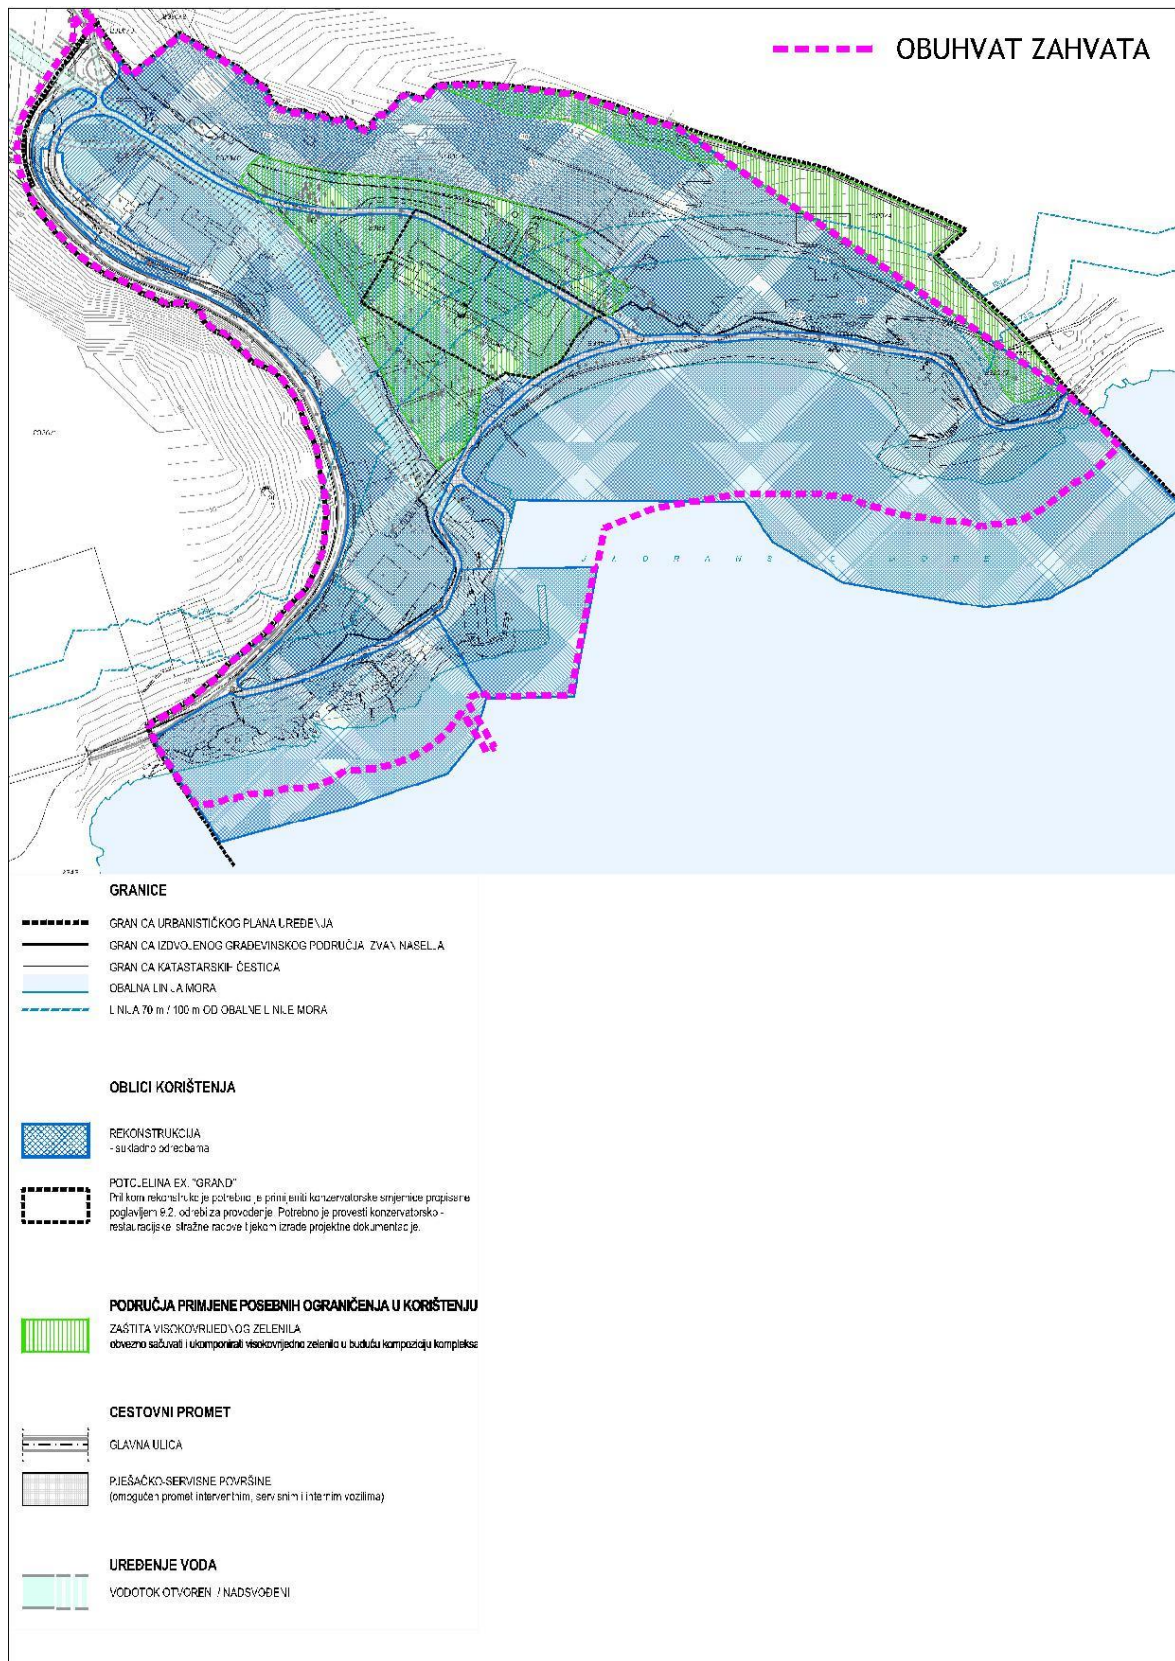 OBUHVAT ZAHVATA
J A D R A N S K O M O R E
GRANICE
GRANICA URBANISTIČKOG PLANA UREĐENJA
GRANICA IZDVOJENOG GRAĐEVINSKOG PODRUČJA IZVAN NASELJA
GRANICA KATASTARSKIH ČESTICA
OBALNA LINIJA MORA
LINIJA 70 m / 100 m OD OBALNE LINIJE MORA
OBLICI KORIŠTENJA
REKONSTRUKCIJA
- sukladno odredbama
POTCJELINA EX. "GRAND"
Prilikom rekonstrukcije potrebno je primijeniti konzervatorske smjernice propisane
poglavljem 9.2. odrebi za provođenje. Potrebno je provesti konzervatorsko -
restauracijske istražne radove tijekom izrade projektne dokumentacije.
PODRUČJA PRIMJENE POSEBNIH OGRANIČENJA U KORIŠTENJU
ZAŠTITA VISOKOVRIJEDNOG ZELENILA
obvezno sačuvati i ukomponirati visokovrijedno zelenilo u buduću kompoziciju kompleksa
CESTOVNI PROMET
GLAVNA ULICA
PJEŠAČKO-SERVISNE POVRŠINE
(omogućen promet interventnim, servisnim i internim vozilima)
UREĐENJE VODA
VODOTOK OTVORENI / NADSVOĐENI